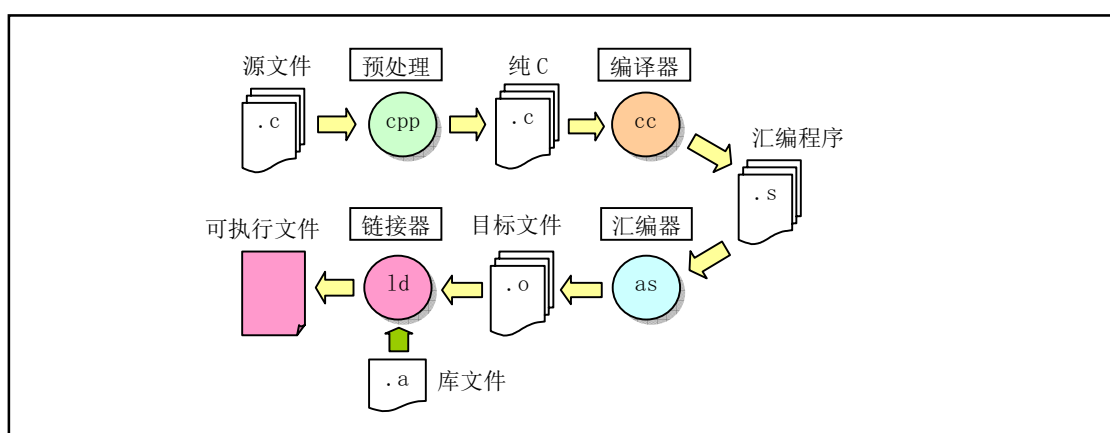 源文件
预处理
纯 C
编译器
.c
cpp
.c
cc
汇编程序
.s
可执行文件
链接器
目标文件
汇编器
ld
.o
as
.a
库文件